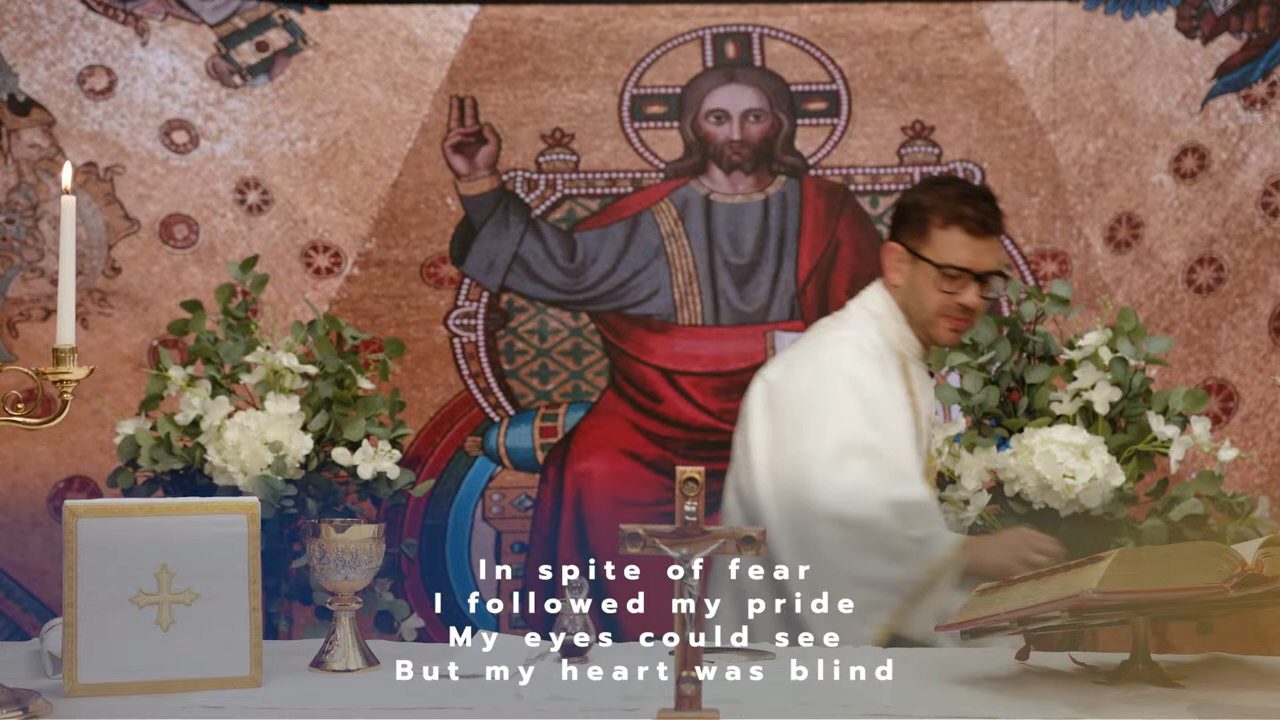 In spite of fear
I followed my pride
My eyes could see
But my heart was blind